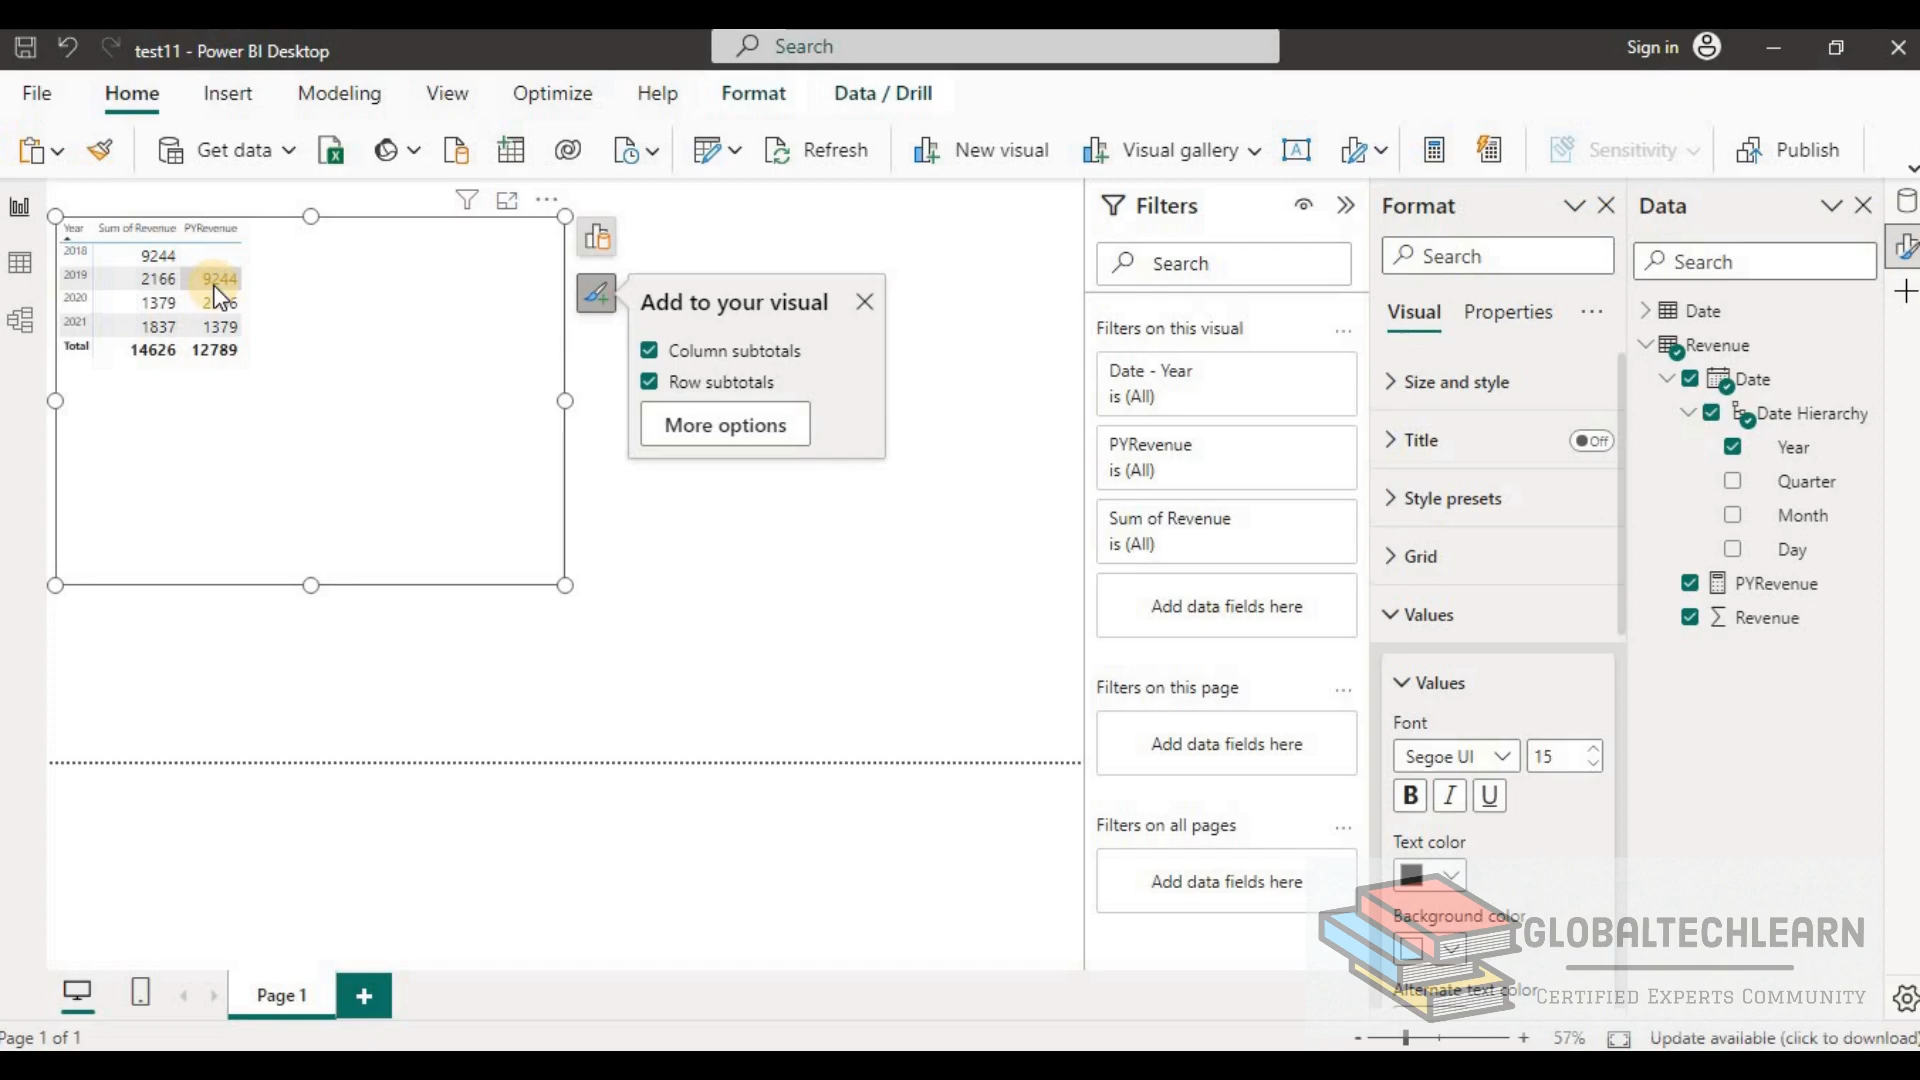 test11 - Power BI Desktop
Search
Sign in
File Home Insert Modeling View Optimize Help Format Data / Drill
Get data Refresh New visual Visual gallery Sensitivity Publish
Year Sum of Revenue PYRevenue
2018 9244
2019 2166 9244
2020 1379
2021 1837 1379
Total 14626 12789
Add to your visual
Column subtotals
Row subtotals
More options
Filters
Search
Filters on this visual
Date - Year
is (All)
PYRevenue
is (All)
Sum of Revenue
is (All)
Add data fields here
Filters on this page
Add data fields here
Filters on all pages
Add data fields here
Format
Search
Visual Properties
Size and style
Title Off
Style presets
Grid
Values
Values
Font
Segoe UI 15
B I U
Text color
Background color
Alternate text color
Data
Search
Date
Revenue
Date
Date Hierarchy
Year
Quarter
Month
Day
PYRevenue
Revenue
GLOBALTECHLEARN
CERTIFIED EXPERTS COMMUNITY
Page 1
Page 1 of 1
57%
Update available (click to download)